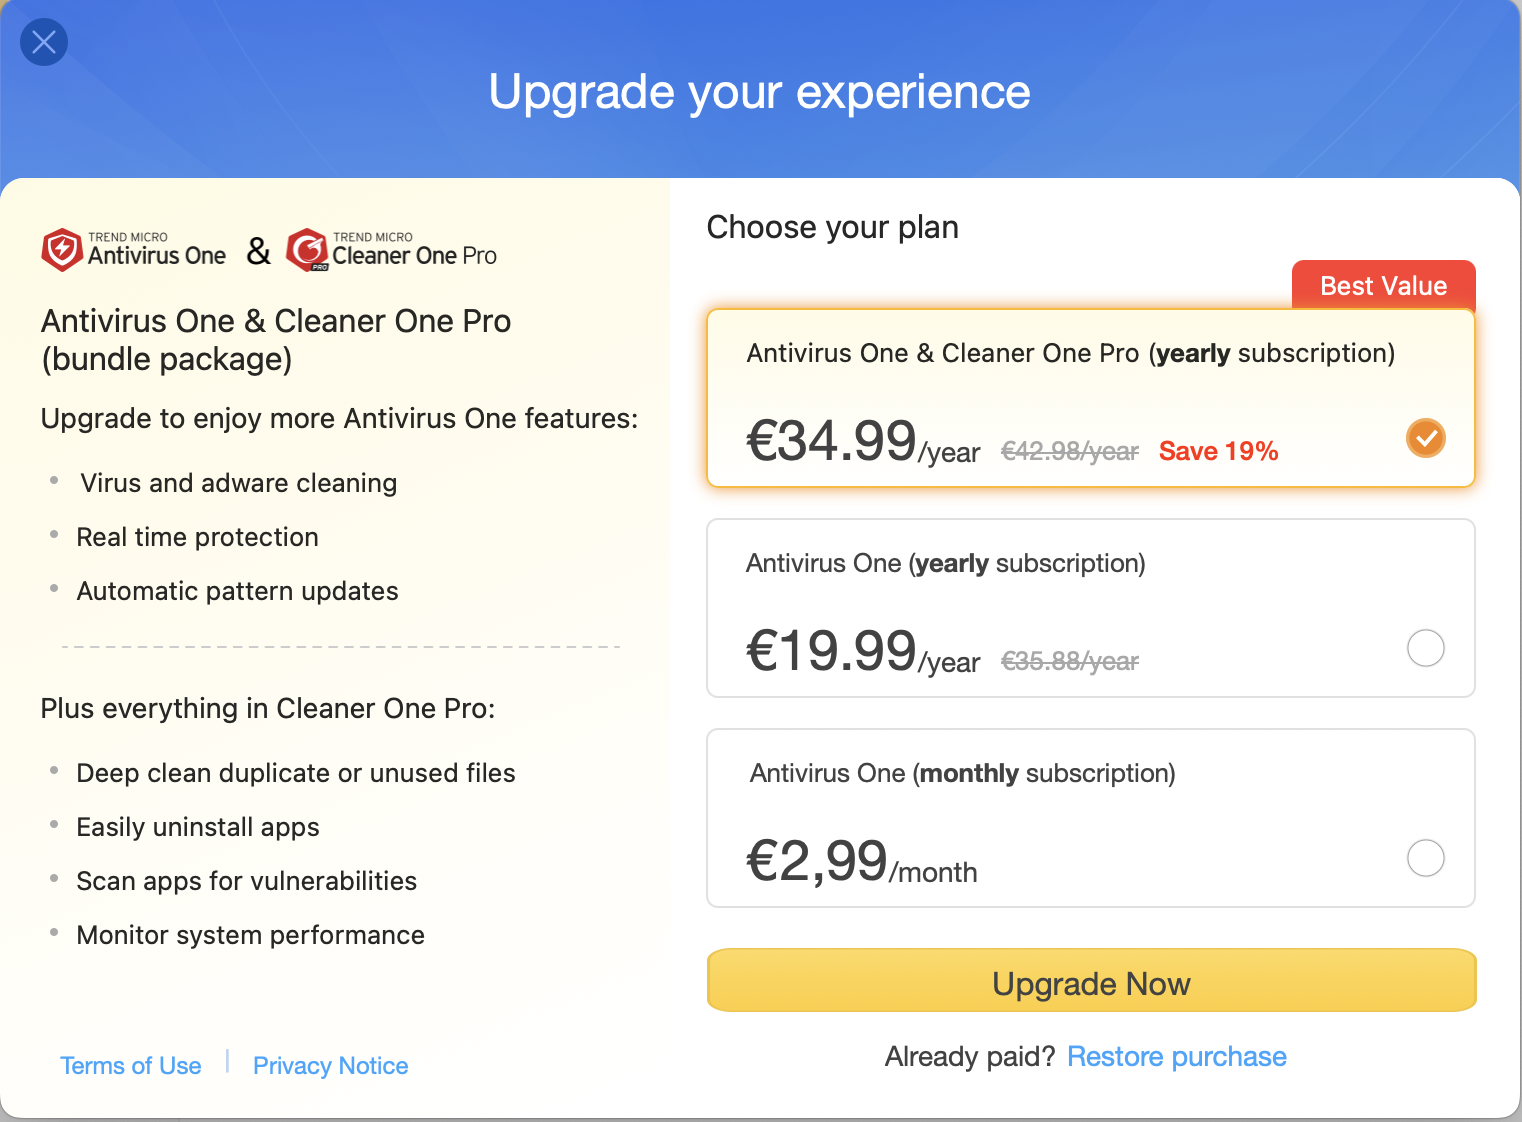 Upgrade your experience
TREND MICRO
Antivirus One
&
TREND MICRO
Cleaner One Pro
PRO
Antivirus One & Cleaner One Pro
(bundle package)
Upgrade to enjoy more Antivirus One features:
Virus and adware cleaning
Real time protection
Automatic pattern updates
Plus everything in Cleaner One Pro:
Deep clean duplicate or unused files
Easily uninstall apps
Scan apps for vulnerabilities
Monitor system performance
Terms of Use
Privacy Notice
Choose your plan
Best Value
Antivirus One & Cleaner One Pro (yearly subscription)
€34.99/year €42.98/year Save 19%
Antivirus One (yearly subscription)
€19.99/year €35.88/year
Antivirus One (monthly subscription)
€2,99/month
Upgrade Now
Already paid? Restore purchase